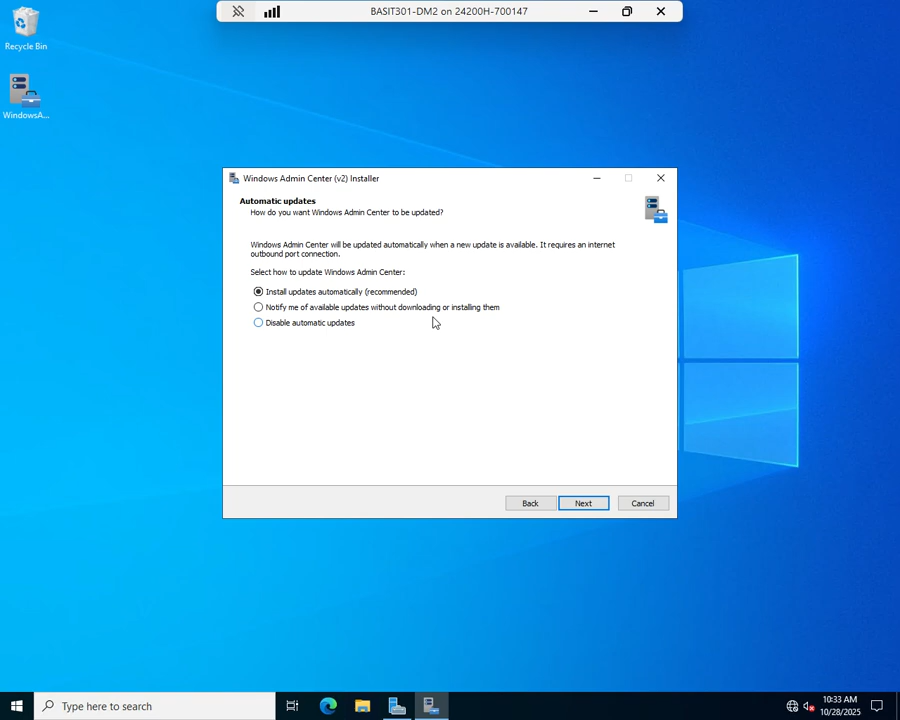 BASIT301-DM2 on 24200H-700147
Recycle Bin
WindowsA...
Windows Admin Center (v2) Installer
Automatic updates
How do you want Windows Admin Center to be updated?
Windows Admin Center will be updated automatically when a new update is available. It requires an internet
outbound port connection.
Select how to update Windows Admin Center:
Install updates automatically (recommended)
Notify me of available updates without downloading or installing them
Disable automatic updates
Back
Next
Cancel
Type here to search
10:33 AM
10/28/2025